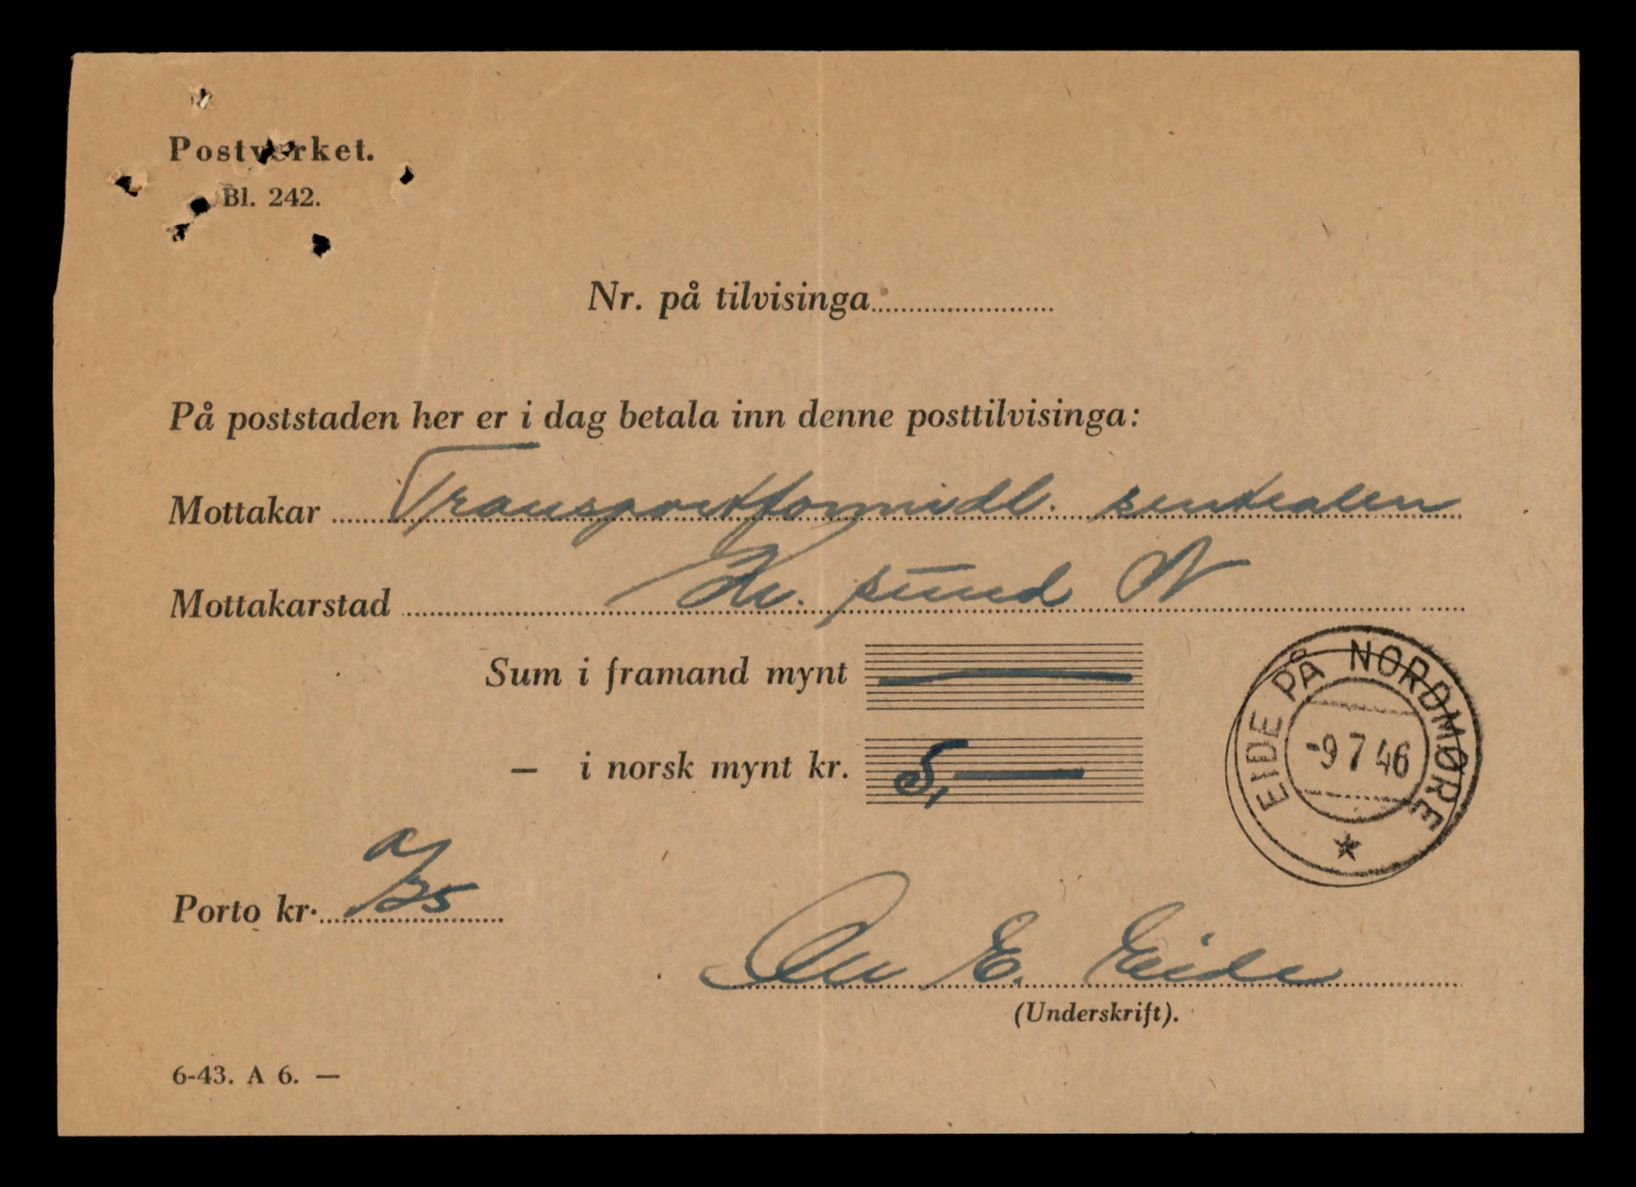 Postverket.
Bl. 242.
Nr. på tilvisinga
På poststaden her er i dag betala inn denne posttilvisinga:
Mottakar Transportformidl. sentralen
Mottakarstad Kr. sund N
Sum i framand mynt —
— i norsk mynt kr. 5,—
EIDE PÅ NORDMØRE
-9 7 46
Porto kr. /35
E. Eide
(Underskrift).
6-43. A 6. —